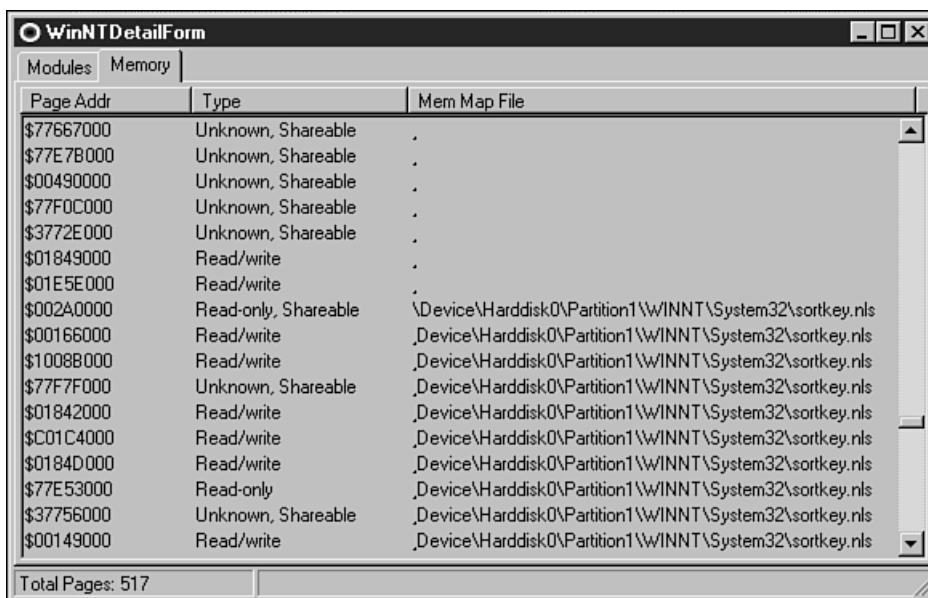 WinNTDetailForm
Modules Memory
Page Addr Type Mem Map File
$77667000 Unknown, Shareable
$77E7B000 Unknown, Shareable
$00490000 Unknown, Shareable
$77F0C000 Unknown, Shareable
$3772E000 Unknown, Shareable
$01849000 Read/write
$01E5E000 Read/write
$002A0000 Read-only, Shareable \Device\Harddisk0\Partition1\WINNT\System32\sortkey.nls
$00166000 Read/write Device\Harddisk0\Partition1\WINNT\System32\sortkey.nls
$1008B000 Read/write Device\Harddisk0\Partition1\WINNT\System32\sortkey.nls
$77F7F000 Unknown, Shareable Device\Harddisk0\Partition1\WINNT\System32\sortkey.nls
$01842000 Read/write Device\Harddisk0\Partition1\WINNT\System32\sortkey.nls
$C01C4000 Read/write Device\Harddisk0\Partition1\WINNT\System32\sortkey.nls
$0184D000 Read/write Device\Harddisk0\Partition1\WINNT\System32\sortkey.nls
$77E53000 Read-only Device\Harddisk0\Partition1\WINNT\System32\sortkey.nls
$37756000 Unknown, Shareable Device\Harddisk0\Partition1\WINNT\System32\sortkey.nls
$00149000 Read/write Device\Harddisk0\Partition1\WINNT\System32\sortkey.nls
Total Pages: 517